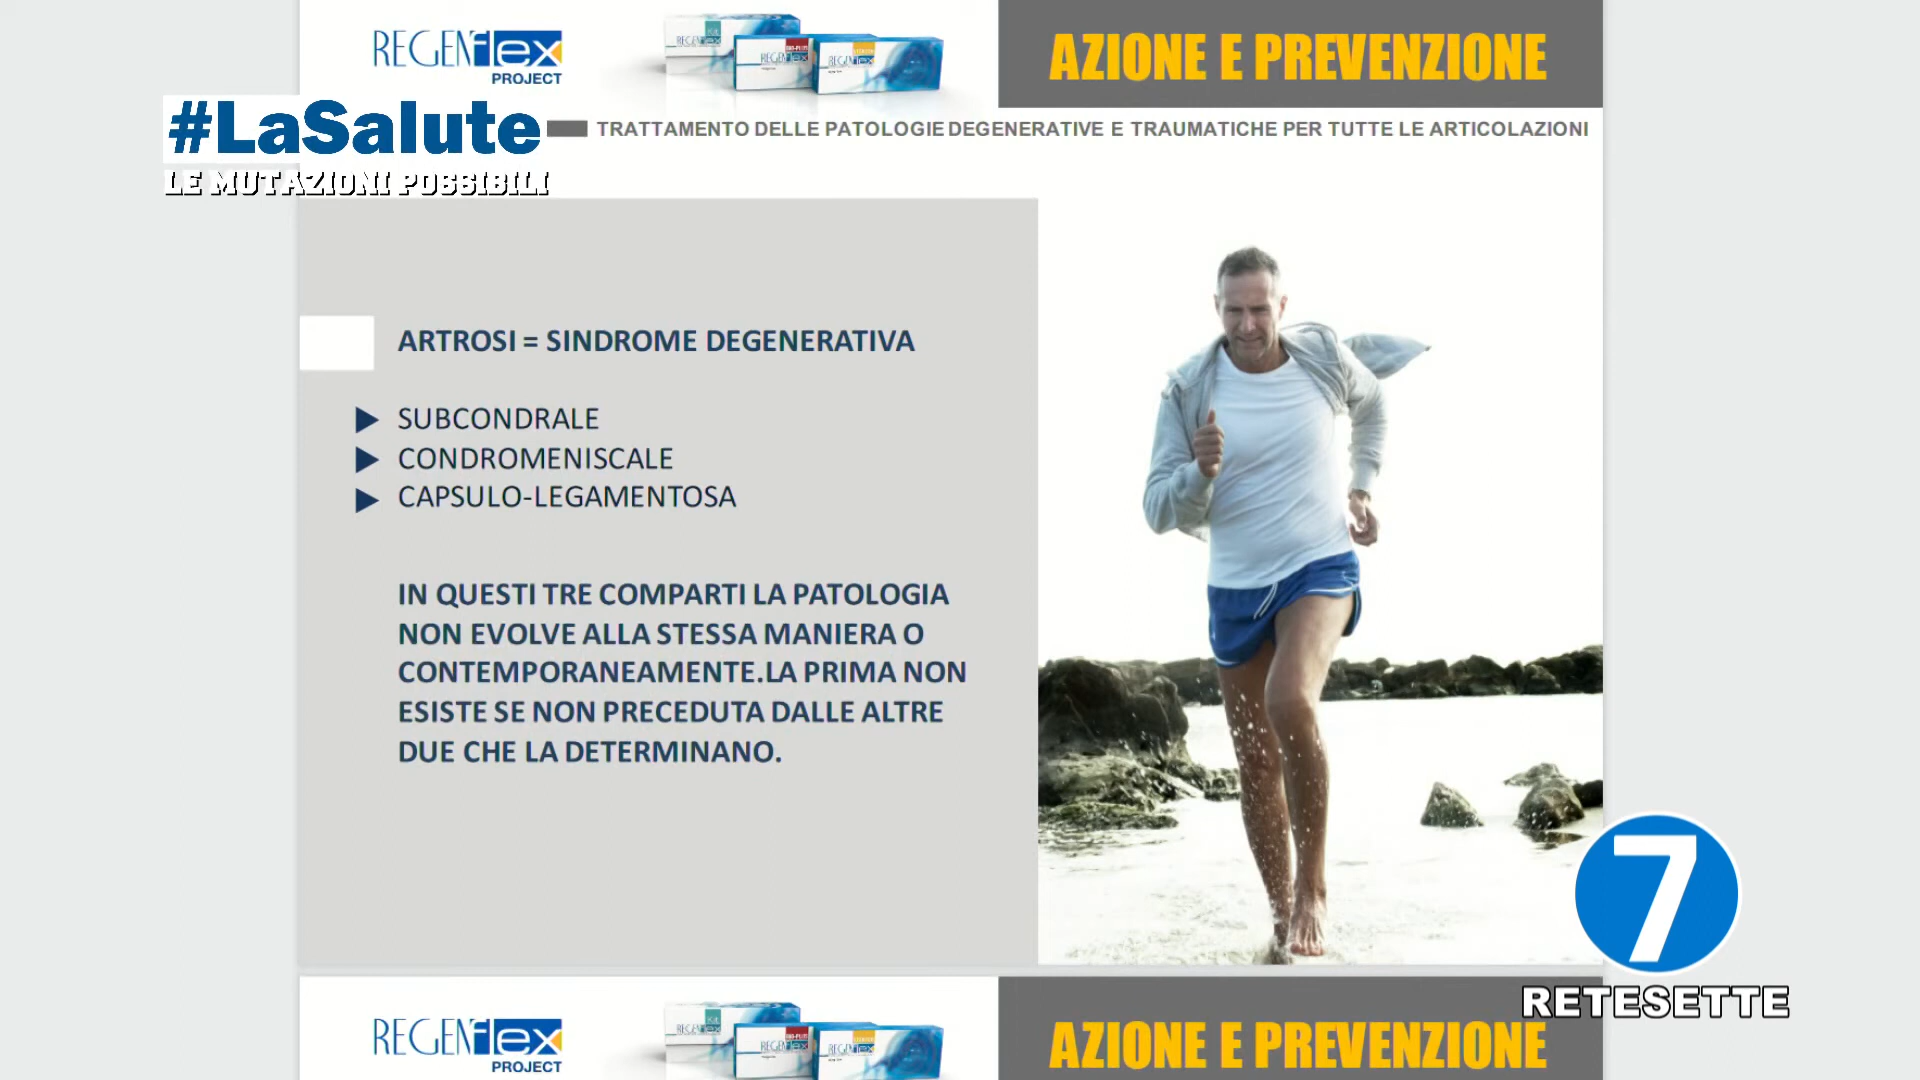 REGENflex
PROJECT
AZIONE E PREVENZIONE
#LaSalute
LE MUTAZIONI POSSIBILI
TRATTAMENTO DELLE PATOLOGIE DEGENERATIVE E TRAUMATICHE PER TUTTE LE ARTICOLAZIONI
ARTROSI = SINDROME DEGENERATIVA
SUBCONDRALE
CONDROMENISCALE
CAPSULO-LEGAMENTOSA
IN QUESTI TRE COMPARTI LA PATOLOGIA
NON EVOLVE ALLA STESSA MANIERA O
CONTEMPORANEAMENTE.LA PRIMA NON
ESISTE SE NON PRECEDUTA DALLE ALTRE
DUE CHE LA DETERMINANO.
7
RETESETTE
REGENflex
PROJECT
AZIONE E PREVENZIONE